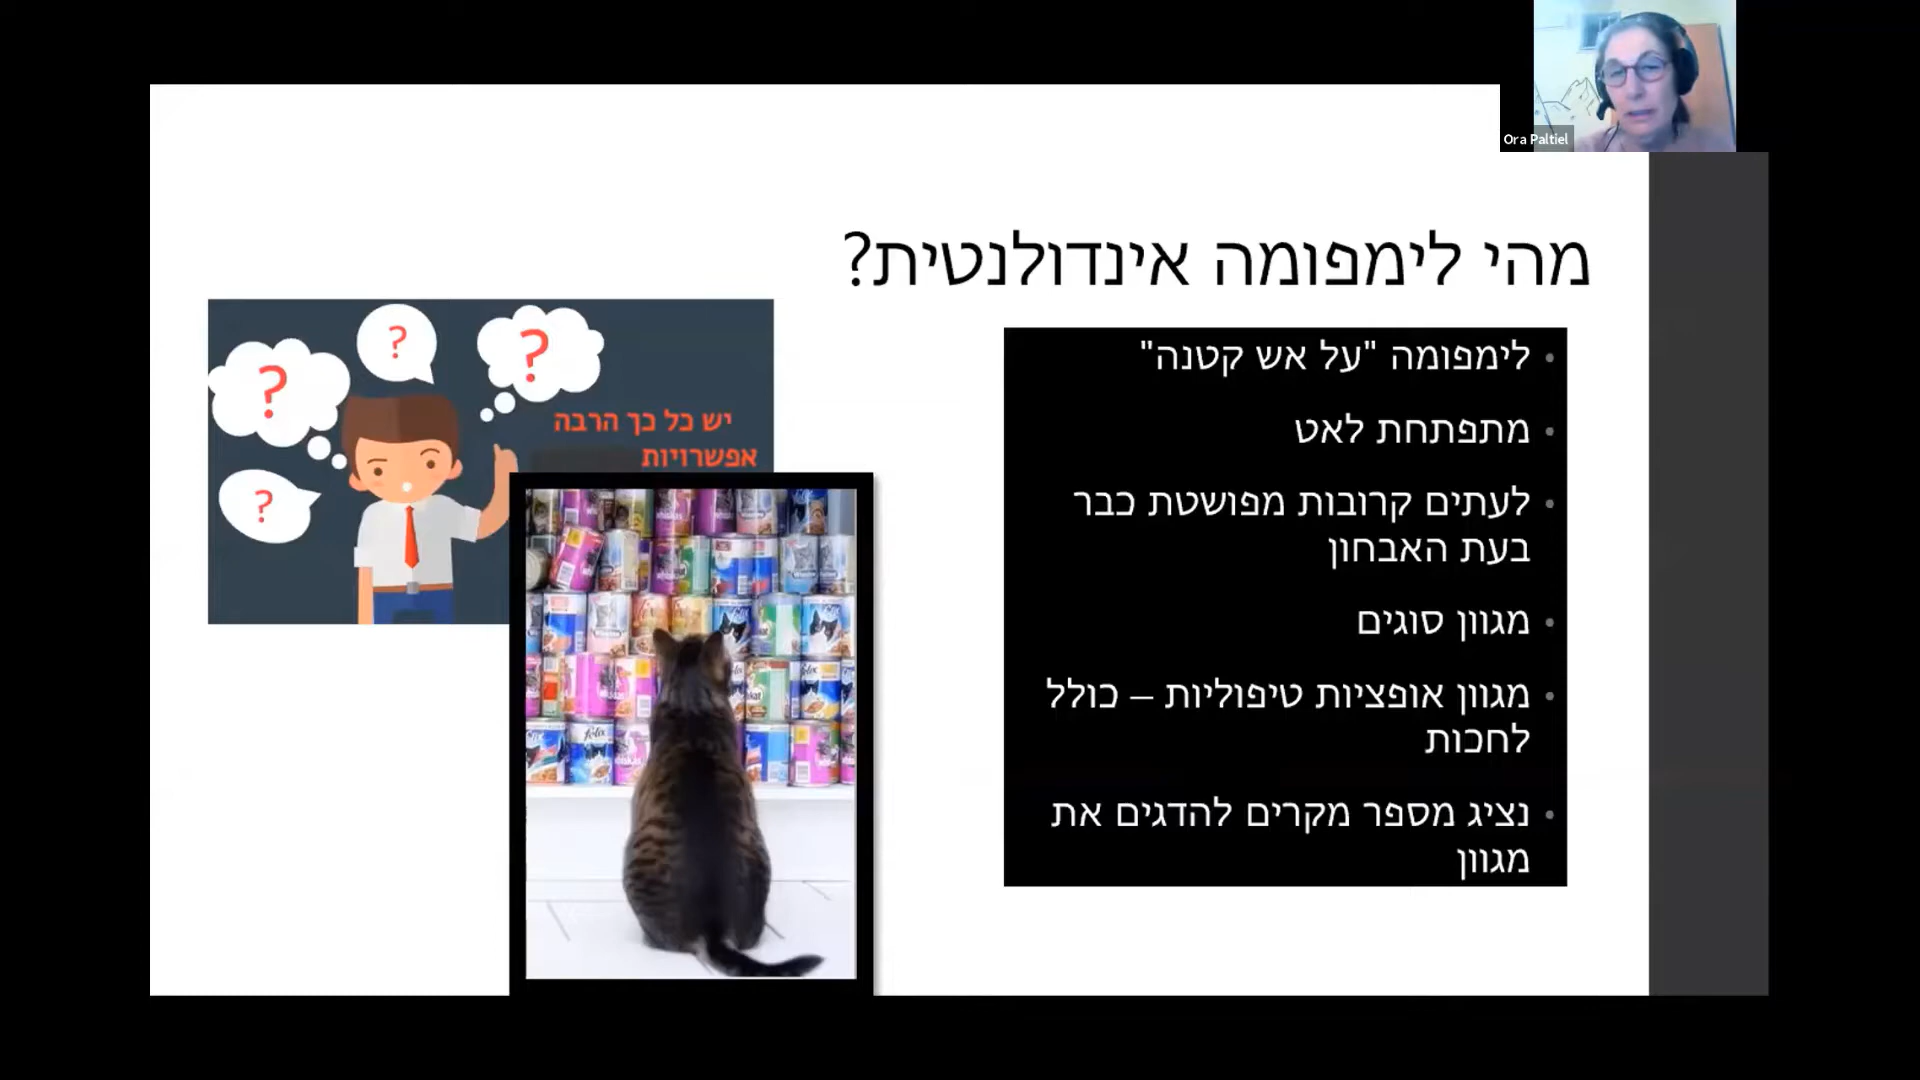 Ora Paltiel
מהי לימפומה אינדולנטית?
• לימפומה "על אש קטנה"
• מתפתחת לאט
• לעתים קרובות מפושטת כבר
בעת האבחון
• מגוון סוגים
• מגוון אופציות טיפוליות – כולל
לחכות
• נציג מספר מקרים להדגים את
מגוון
?
?
?
?
יש כל כך הרבה
אפשרויות